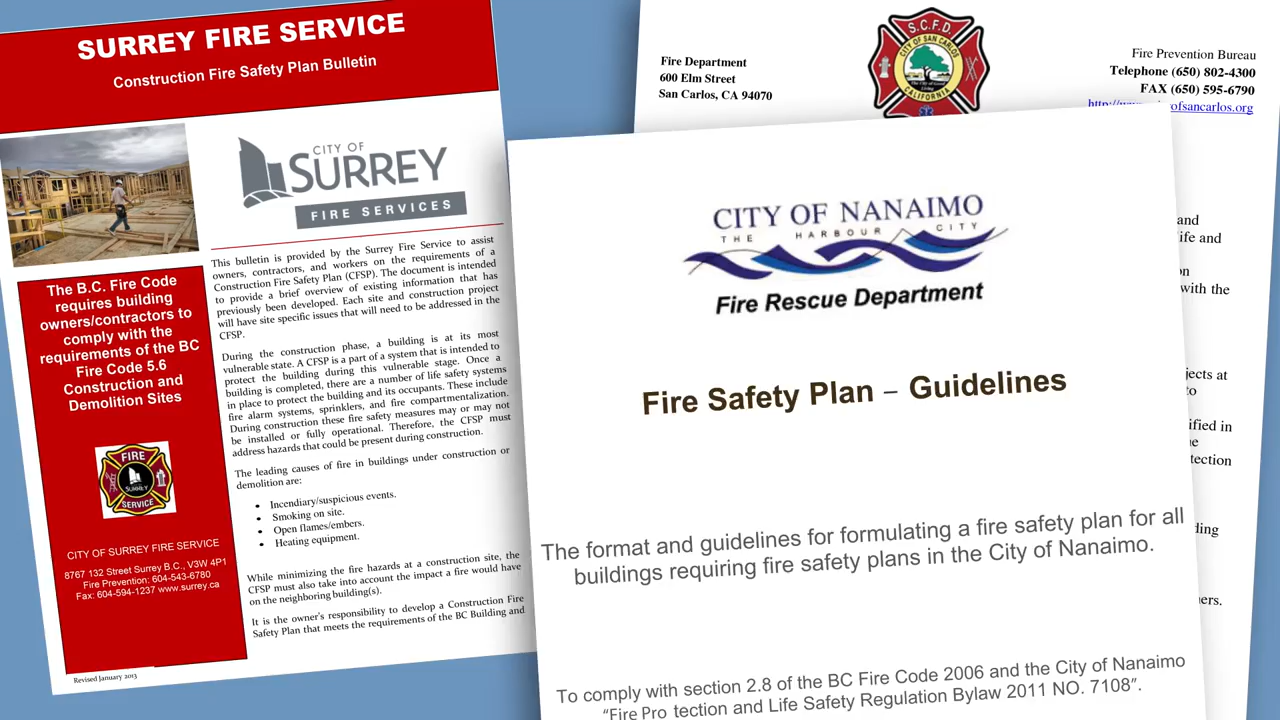 SURREY FIRE SERVICE
Construction Fire Safety Plan Bulletin
CITY OF
SURREY
FIRE SERVICES
The B.C. Fire Code
requires building
owners/contractors to
comply with the
requirements of the BC
Fire Code 5.6
Construction and
Demolition Sites
FIRE
SURREY
SERVICE
CITY OF SURREY FIRE SERVICE
8767 132 Street Surrey B.C., V3W 4P1
Fire Prevention: 604-543-6780
Fax: 604-594-1237 www.surrey.ca
Revised January 2013
This bulletin is provided by the Surrey Fire Service to assist
owners, contractors, and workers on the requirements of a
Construction Fire Safety Plan (CFSP). The document is intended
to provide a brief overview of existing information that has
previously been developed. Each site and construction project
will have site specific issues that will need to be addressed in the
CFSP.
During the construction phase, a building is at its most
vulnerable state. A CFSP is a part of a system that is intended to
protect the building during this vulnerable stage. Once a
building is completed, there are a number of life safety systems
in place to protect the building and its occupants. These include
fire alarm systems, sprinklers, and fire compartmentalization.
During construction these fire safety measures may or may not
be installed or fully operational. Therefore, the CFSP must
address hazards that could be present during construction.
The leading causes of fire in buildings under construction or
demolition are:
• Incendiary/suspicious events.
• Smoking on site.
• Open flames/embers.
• Heating equipment.
While minimizing the fire hazards at a construction site, the
CFSP must also take into account the impact a fire would have
on the neighboring building(s).
It is the owner's responsibility to develop a Construction Fire
Safety Plan that meets the requirements of the BC Building and
Fire Department
600 Elm Street
San Carlos, CA 94070
S.C.F.D.
CITY OF SAN CARLOS
CALIFORNIA
Fire Prevention Bureau
Telephone (650) 802-4300
FAX (650) 595-6790
ofsancarlos.org
and
ife and
on
with the
jects at
to
ified in
tection
ding
ners.
CITY OF NANAIMO
THE HARBOUR CITY
Fire Rescue Department
Fire Safety Plan – Guidelines
The format and guidelines for formulating a fire safety plan for all
buildings requiring fire safety plans in the City of Nanaimo.
To comply with section 2.8 of the BC Fire Code 2006 and the City of Nanaimo
“Fire Pro tection and Life Safety Regulation Bylaw 2011 NO. 7108”.